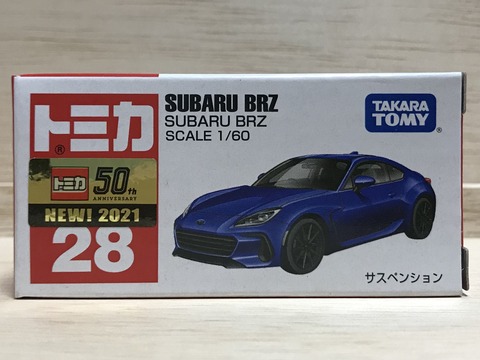 トミカ
®
トミカ 50th
ANNIVERSARY
NEW! 2021
28
SUBARU BRZ
SUBARU BRZ
SCALE 1/60
TAKARA
TOMY
サスペンション